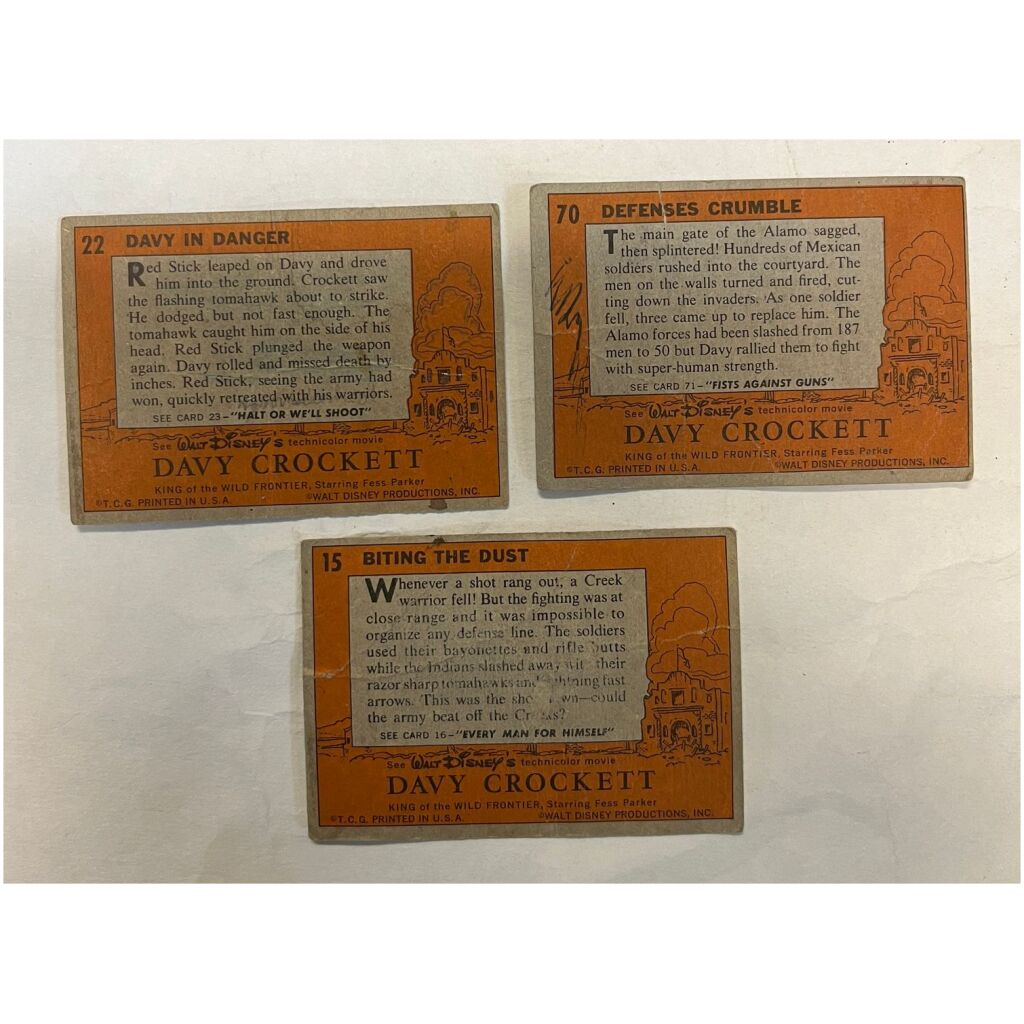 22 DAVY IN DANGER
Red Stick leaped on Davy and drove
him into the ground. Crockett saw
the flashing tomahawk about to strike.
He dodged but not fast enough. The
tomahawk caught him on the side of his
head. Red Stick plunged the weapon
again. Davy rolled and missed death by
inches. Red Stick, seeing the army had
won, quickly retreated with his warriors.
SEE CARD 23-"HALT OR WE'LL SHOOT"
See WALT DISNEY'S technicolor movie
DAVY CROCKETT
KING of the WILD FRONTIER, Starring Fess Parker
©T.C.G. PRINTED IN U.S.A. ©WALT DISNEY PRODUCTIONS, INC.
70 DEFENSES CRUMBLE
The main gate of the Alamo sagged,
then splintered! Hundreds of Mexican
soldiers rushed into the courtyard. The
men on the walls turned and fired, cut-
ting down the invaders. As one soldier
fell, three came up to replace him. The
Alamo forces had been slashed from 187
men to 50 but Davy rallied them to fight
with super-human strength.
SEE CARD 71-"FISTS AGAINST GUNS"
See WALT DISNEY'S technicolor movie
DAVY CROCKETT
KING of the WILD FRONTIER, Starring Fess Parker
©T.C.G. PRINTED IN U.S.A. ©WALT DISNEY PRODUCTIONS, INC.
15 BITING THE DUST
Whenever a shot rang out, a Creek
warrior fell! But the fighting was at
close range and it was impossible to
organize any defense line. The soldiers
used their bayonettes and rifle butts
while the Indians slashed away with their
razor sharp tomahawks and lightning fast
arrows. This was the could
the army beat off the Creeks?
SEE CARD 16-"EVERY MAN FOR HIMSELF"
See WALT DISNEY'S technicolor movie
DAVY CROCKETT
KING of the WILD FRONTIER, Starring Fess Parker
©T.C.G. PRINTED IN U.S.A. ©WALT DISNEY PRODUCTIONS, INC.